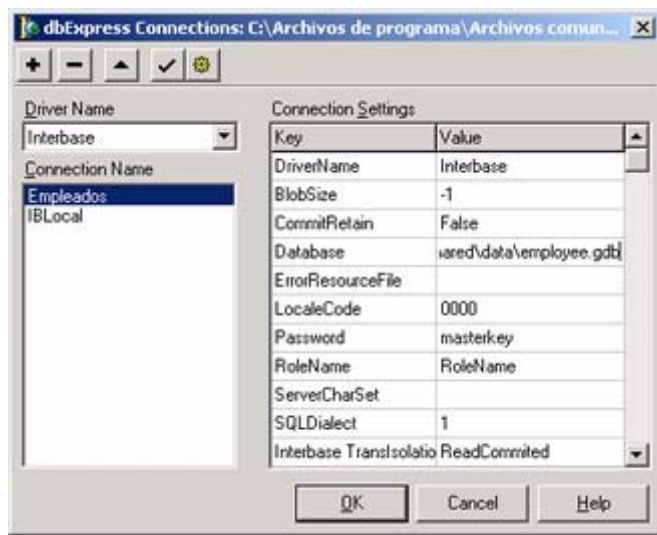 dbExpress Connections: C:\Archivos de programa\Archivos comun...
Driver Name
Interbase
Connection Name
Empleados
IBLocal
Connection Settings
Key Value
DriverName Interbase
BlobSize -1
CommitRetain False
Database ared\data\employee.gdb
ErrorResourceFile
LocaleCode 0000
Password masterkey
RoleName RoleName
ServerCharSet
SQLDialect 1
Interbase TransIsolatio ReadCommited
OK Cancel Help